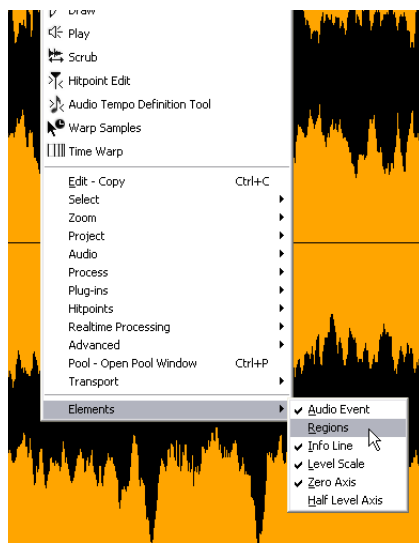 Draw
Play
Scrub
Hitpoint Edit
Audio Tempo Definition Tool
Warp Samples
Time Warp
Edit - Copy Ctrl+C
Select
Zoom
Project
Audio
Process
Plug-ins
Hitpoints
Realtime Processing
Advanced
Pool - Open Pool Window Ctrl+P
Transport
Elements
Audio Event
Regions
Info Line
Level Scale
Zero Axis
Half Level Axis